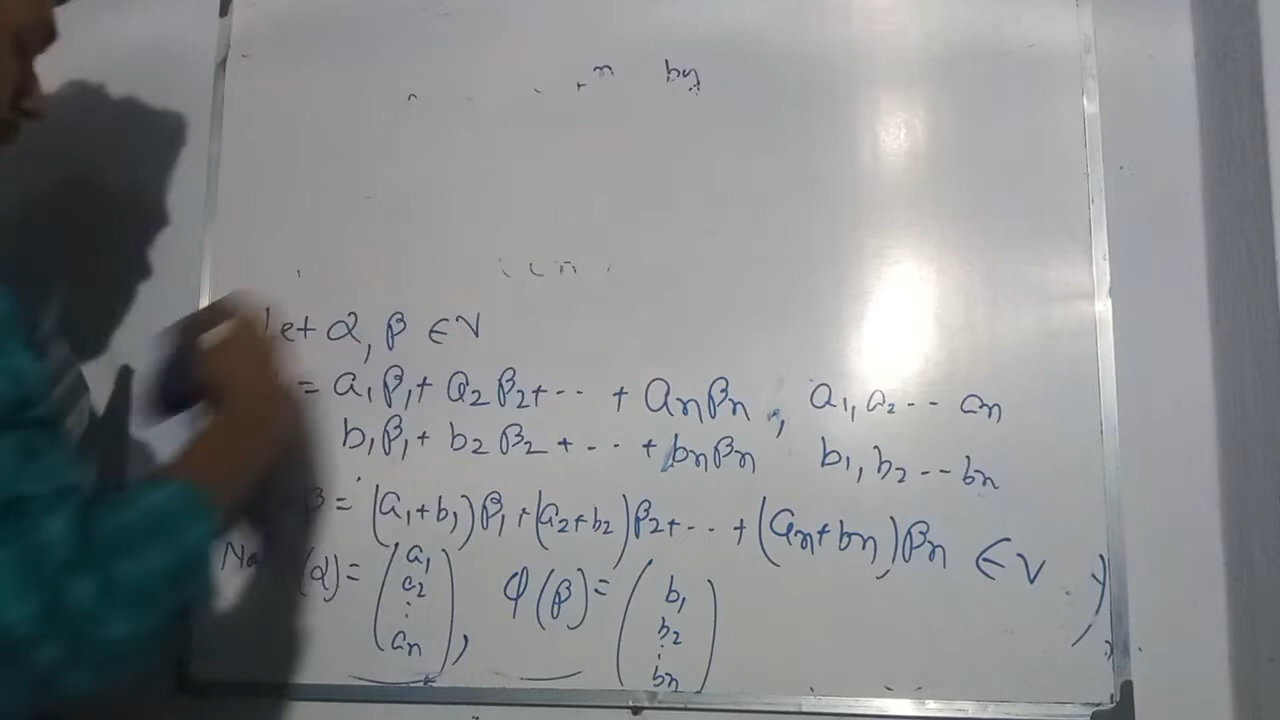 bn
Let α, β ∈ V
= a₁β₁ + a₂β₂ + -- + anβn, a₁, a₂ -- an
b₁β₁ + b₂β₂ + -- + bnβn b₁, b₂ -- bn
β = (a₁+b₁)β₁ + (a₂+b₂)β₂ + -- + (an+bn)βn ∈ V
(α) = (a₁ a₂ ⋮ an), φ(β) = (b₁ b₂ ⋮ bn)